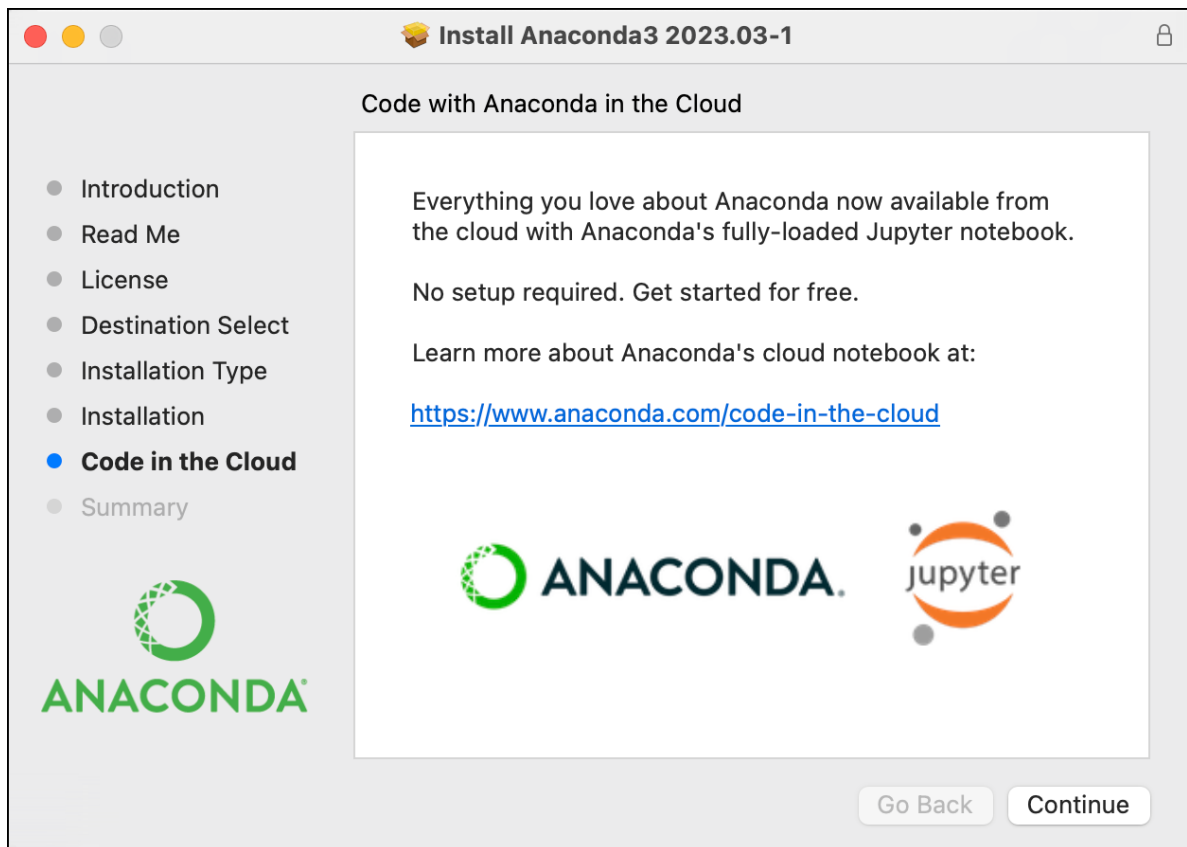 Install Anaconda3 2023.03-1
Code with Anaconda in the Cloud
Introduction
Read Me
License
Destination Select
Installation Type
Installation
Code in the Cloud
Summary
ANACONDA®
Everything you love about Anaconda now available from
the cloud with Anaconda's fully-loaded Jupyter notebook.
No setup required. Get started for free.
Learn more about Anaconda's cloud notebook at:
https://www.anaconda.com/code-in-the-cloud
ANACONDA®
jupyter
Go Back
Continue